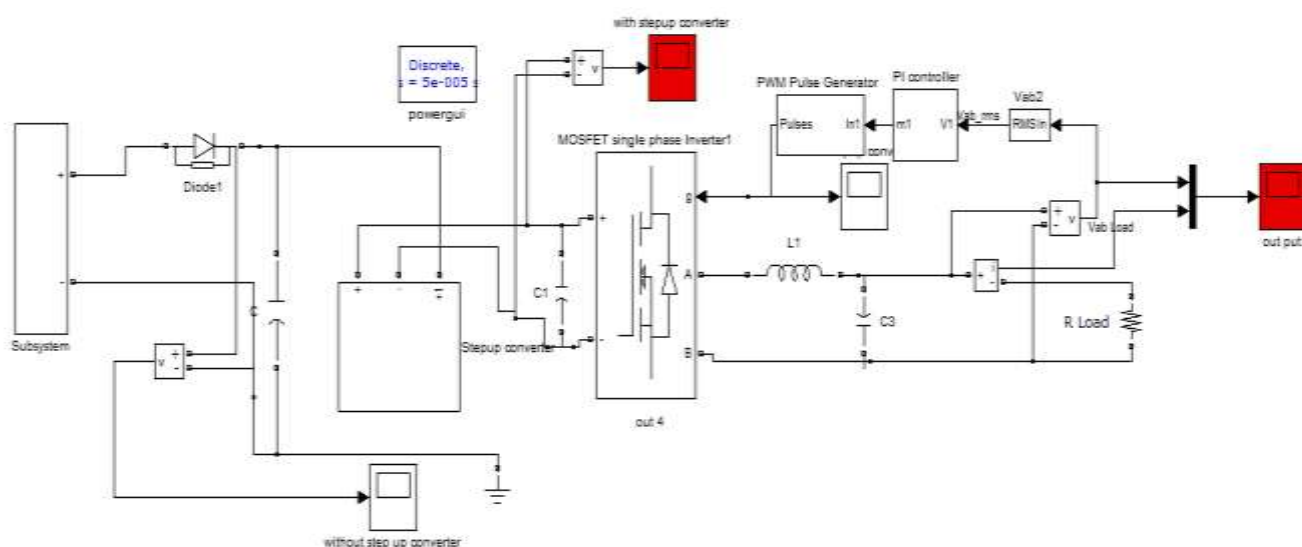 with stepup converter
Discrete,
s = 5e-005 s
powergui
+
-
v
PWM Pulse Generator
Pulses
In1
PI controller
m1
V1
Vab_rms
Vab2
RMS In
MOSFET single phase Inverter1
conv
g
+
-
A
B
out 4
Diode1
+
-
Subsystem
C
v
+
-
+
-
Stepup converter
C1
L1
C3
+
-
v
Vab Load
+
-
R Load
out put
without step up converter